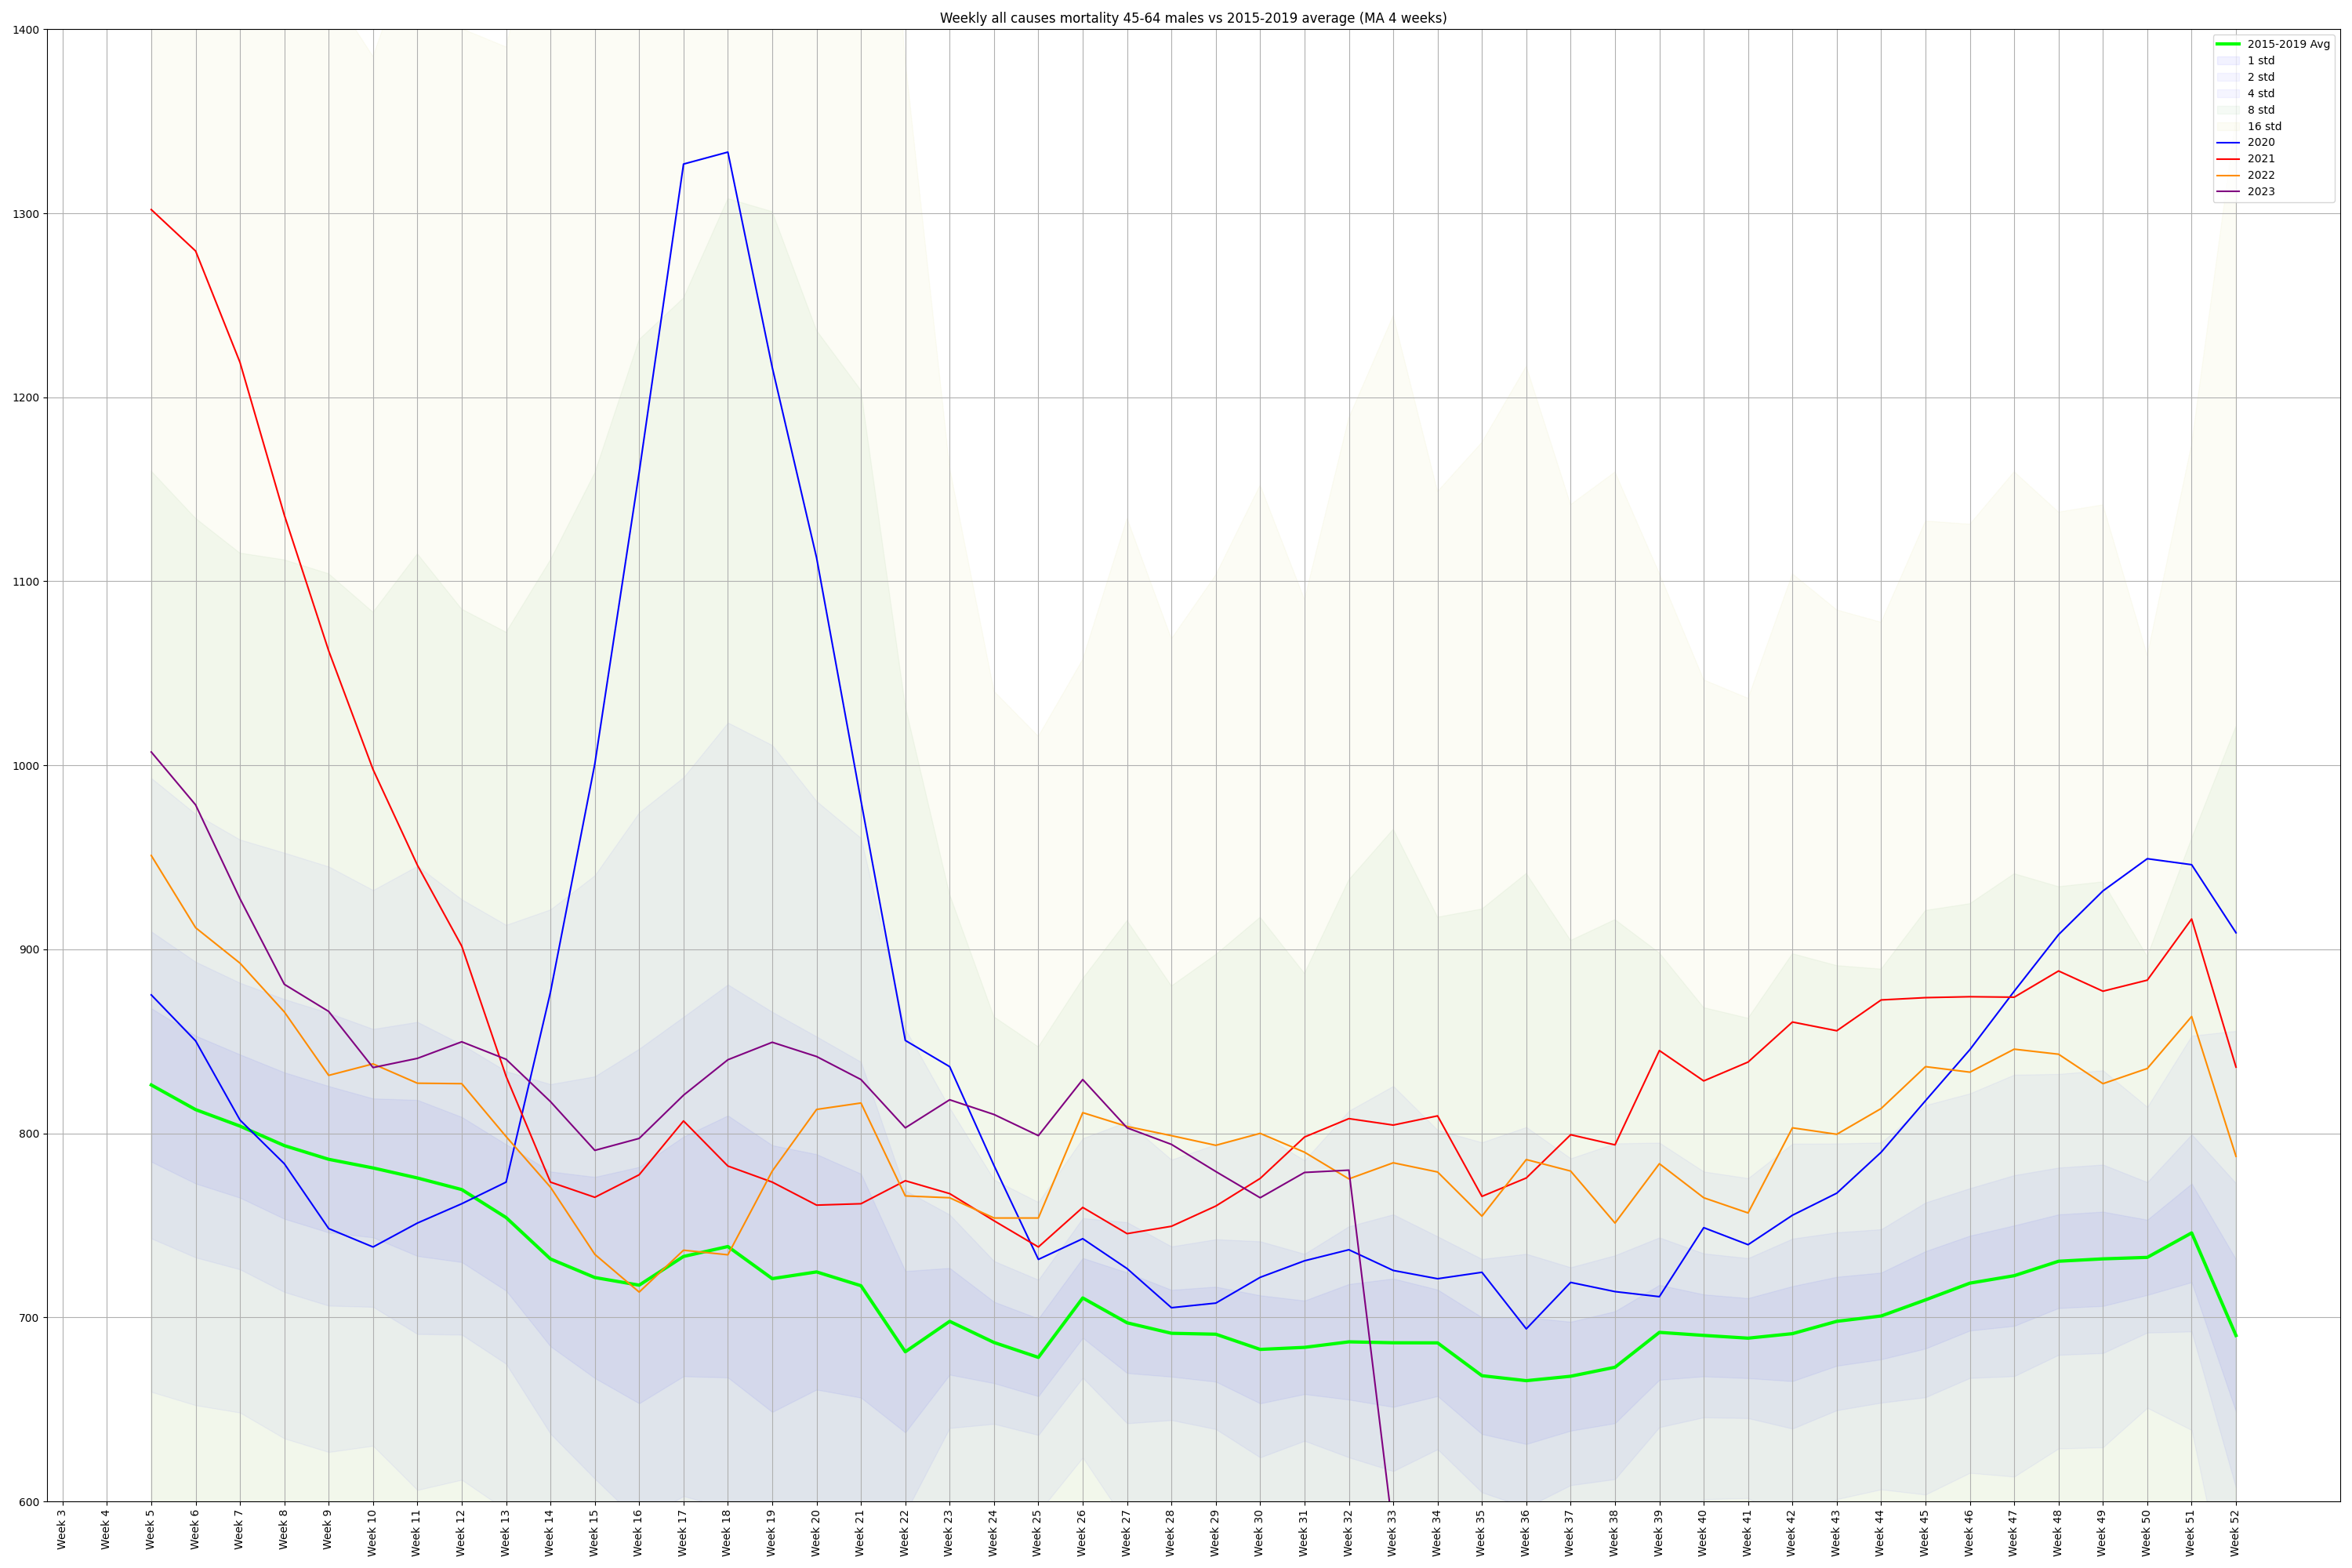 Weekly all causes mortality 45-64 males vs 2015-2019 average (MA 4 weeks)
1400
1300
1200
1100
1000
900
800
700
600
2015-2019 Avg
1 std
2 std
4 std
8 std
16 std
2020
2021
2022
2023
Week 3
Week 4
Week 5
Week 6
Week 7
Week 8
Week 9
Week 10
Week 11
Week 12
Week 13
Week 14
Week 15
Week 16
Week 17
Week 18
Week 19
Week 20
Week 21
Week 22
Week 23
Week 24
Week 25
Week 26
Week 27
Week 28
Week 29
Week 30
Week 31
Week 32
Week 33
Week 34
Week 35
Week 36
Week 37
Week 38
Week 39
Week 40
Week 41
Week 42
Week 43
Week 44
Week 45
Week 46
Week 47
Week 48
Week 49
Week 50
Week 51
Week 52